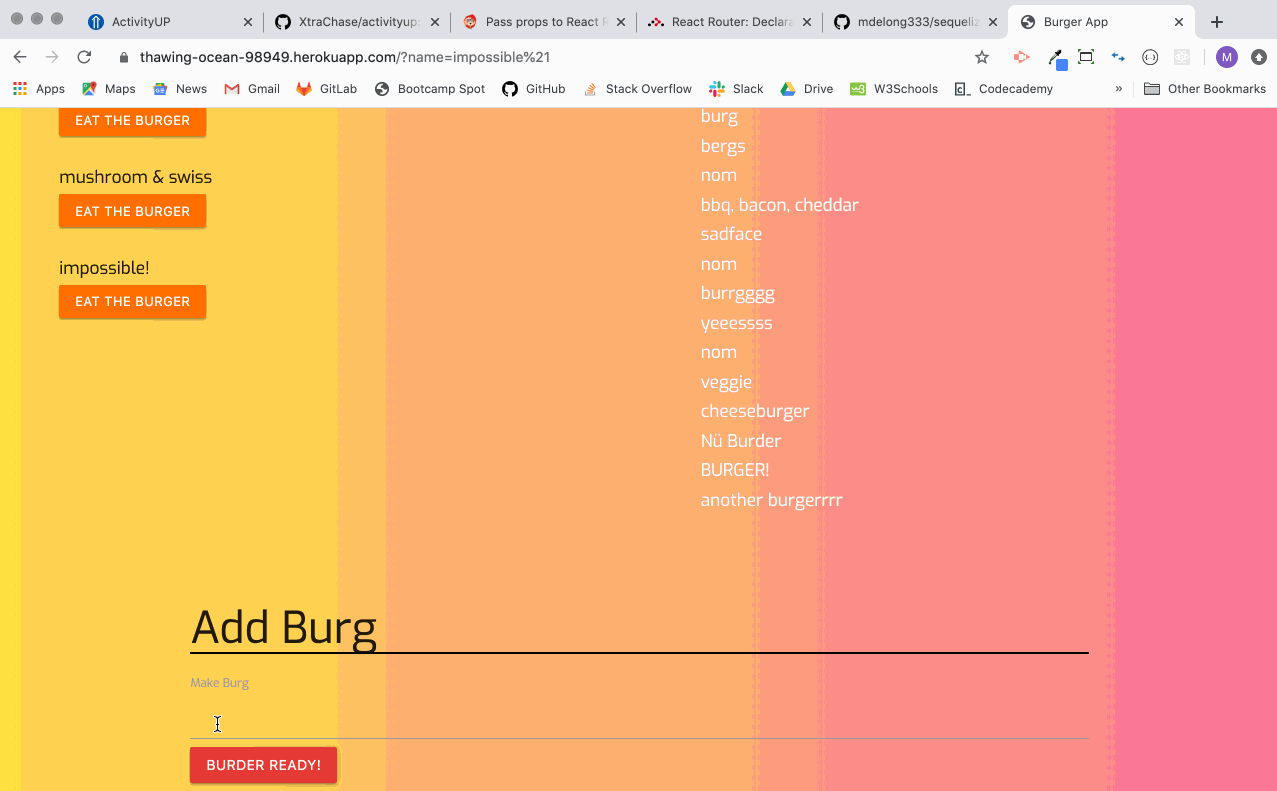 ActivityUP
XtraChase/activityup
Pass props to React R
React Router: Declara
mdelong333/sequeliz
Burger App
thawing-ocean-98949.herokuapp.com/?name=impossible%21
M
Apps
Maps
News
Gmail
GitLab
Bootcamp Spot
GitHub
Stack Overflow
Slack
Drive
W3Schools
Codecademy
»
Other Bookmarks
EAT THE BURGER
mushroom & swiss
EAT THE BURGER
impossible!
EAT THE BURGER
burg
bergs
nom
bbq, bacon, cheddar
sadface
nom
burrgggg
yeeessss
nom
veggie
cheeseburger
Nü Burder
BURGER!
another burgerrrr
Add Burg
Make Burg
BURDER READY!